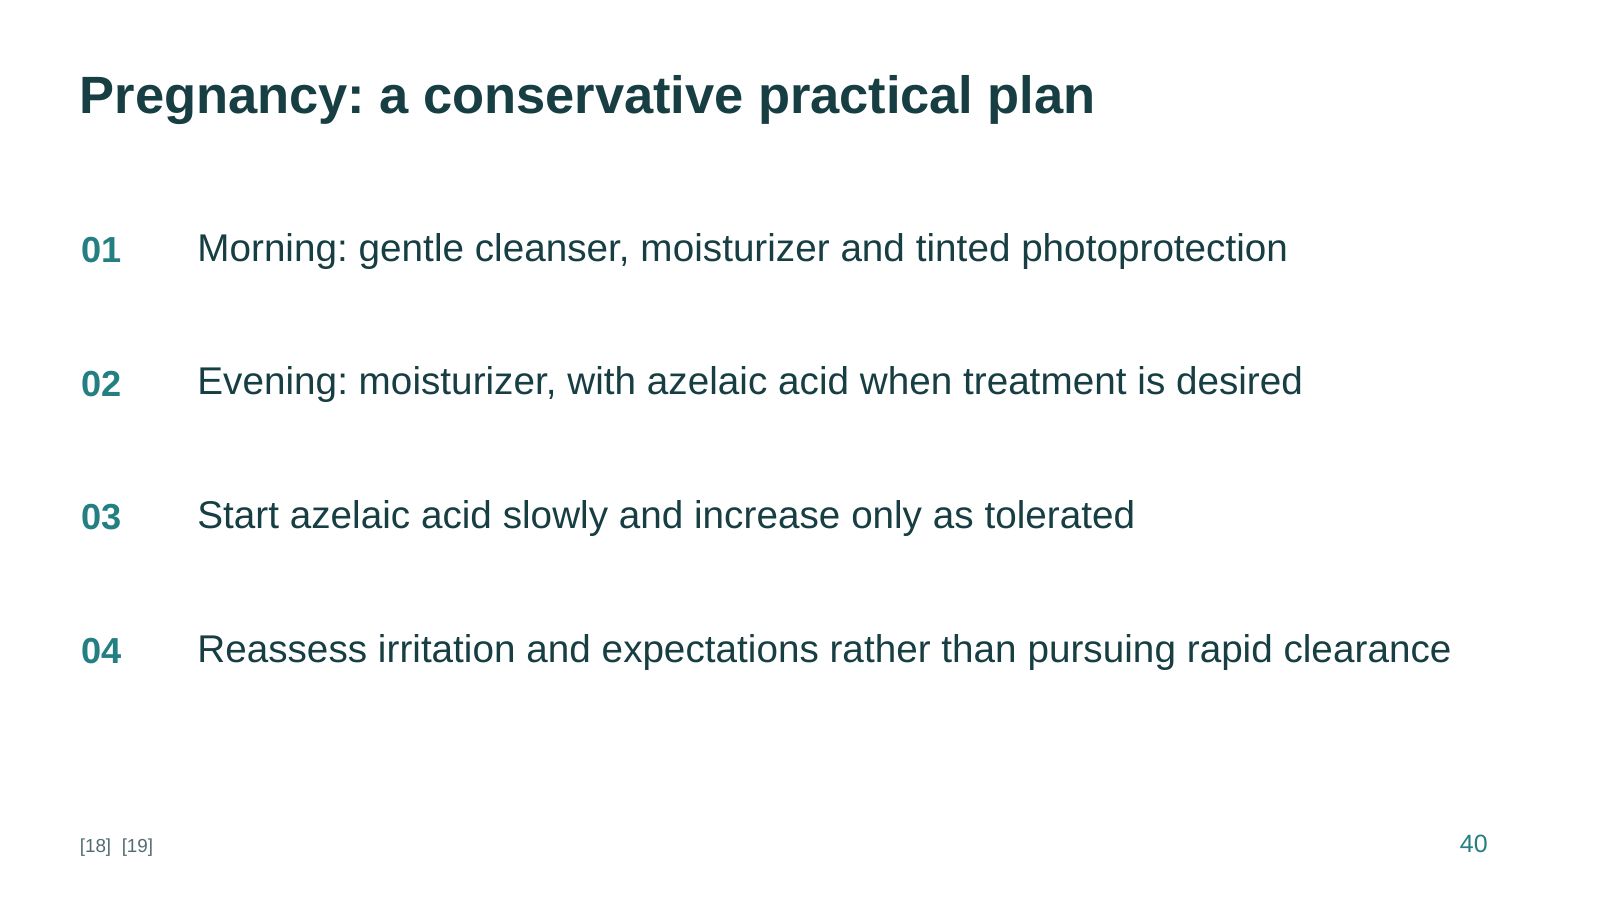 Pregnancy: a conservative practical plan
01 Morning: gentle cleanser, moisturizer and tinted photoprotection
02 Evening: moisturizer, with azelaic acid when treatment is desired
03 Start azelaic acid slowly and increase only as tolerated
04 Reassess irritation and expectations rather than pursuing rapid clearance
[18] [19]
40